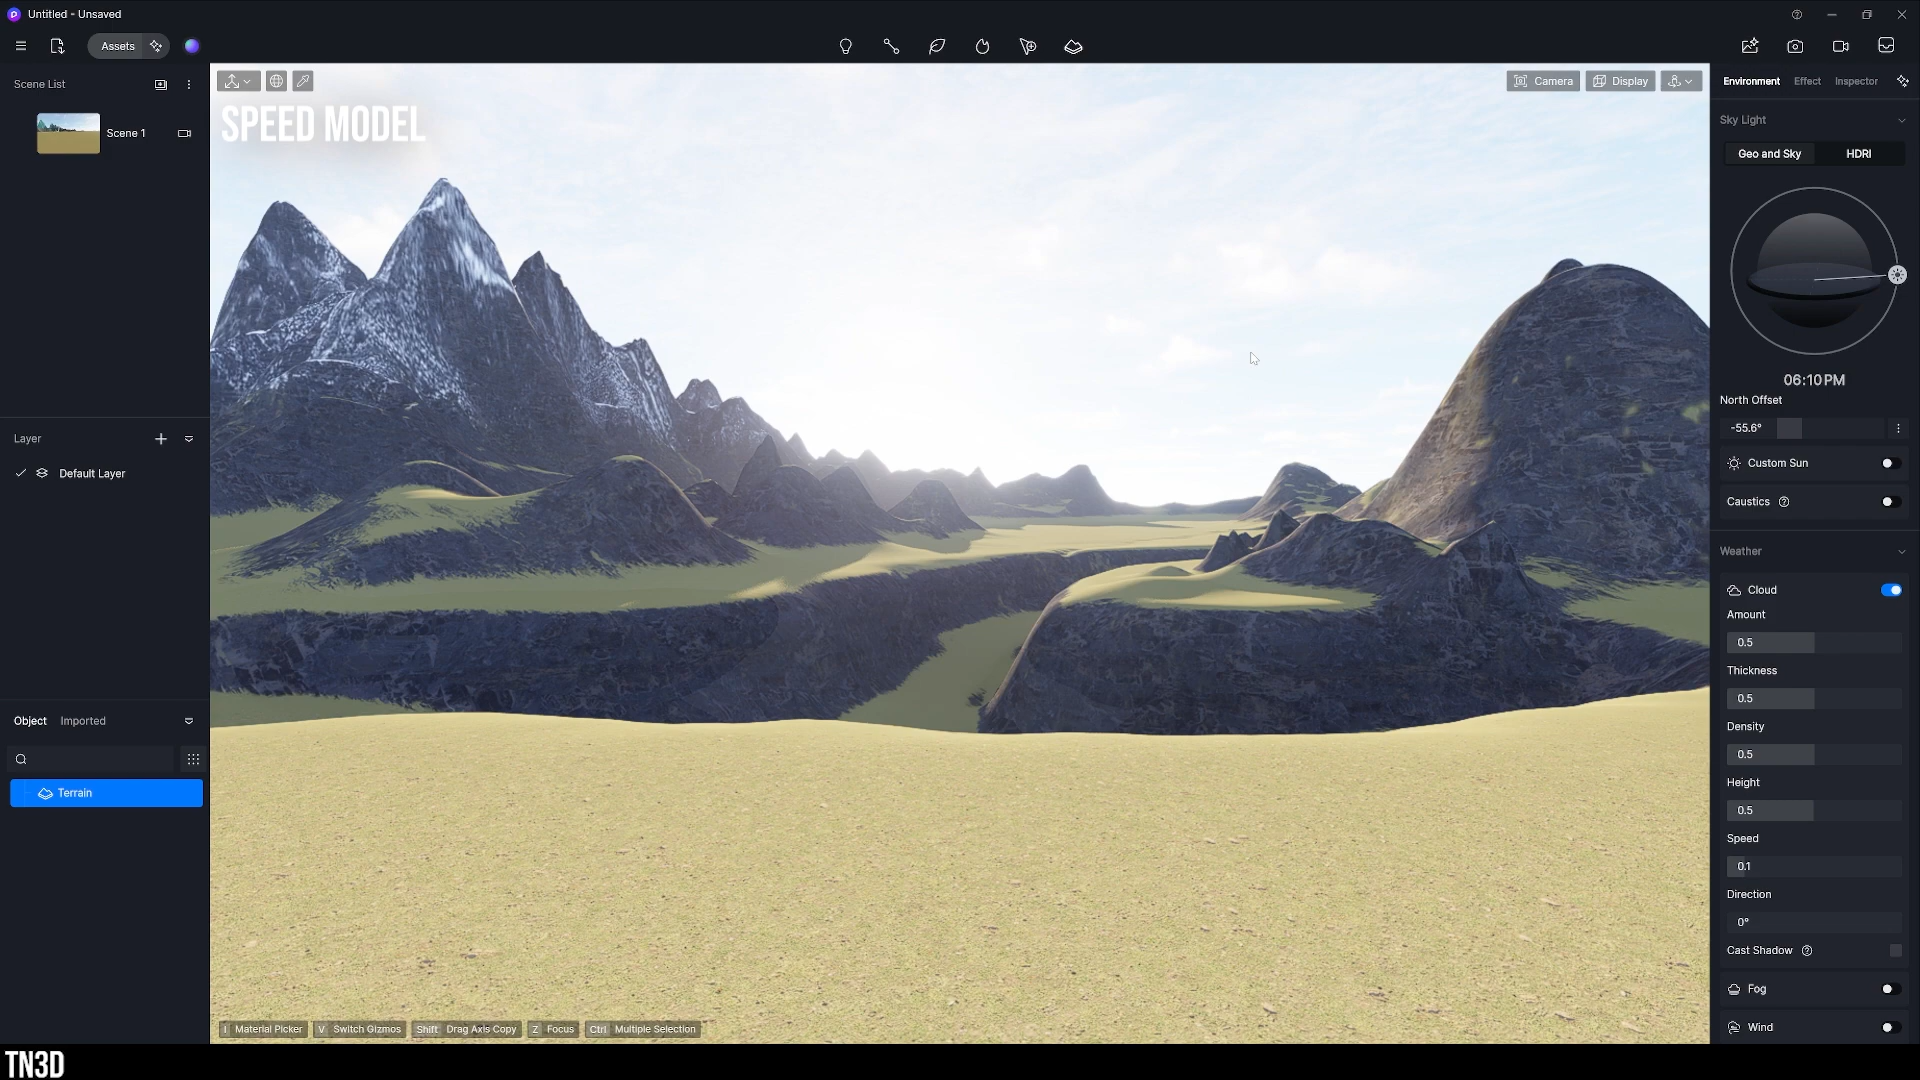 Untitled - Unsaved
Assets
Scene List
Scene 1
Layer
Default Layer
Object Imported
Terrain
Camera Display
SPEED MODEL
I Material Picker V Switch Gizmos Shift Drag Axis Copy Z Focus Ctrl Multiple Selection
Environment Effect Inspector
Sky Light
Geo and Sky HDRI
06:10PM
North Offset
-55.6°
Custom Sun
Caustics
Weather
Cloud
Amount
0.5
Thickness
0.5
Density
0.5
Height
0.5
Speed
0.1
Direction
0°
Cast Shadow
Fog
Wind
TN3D